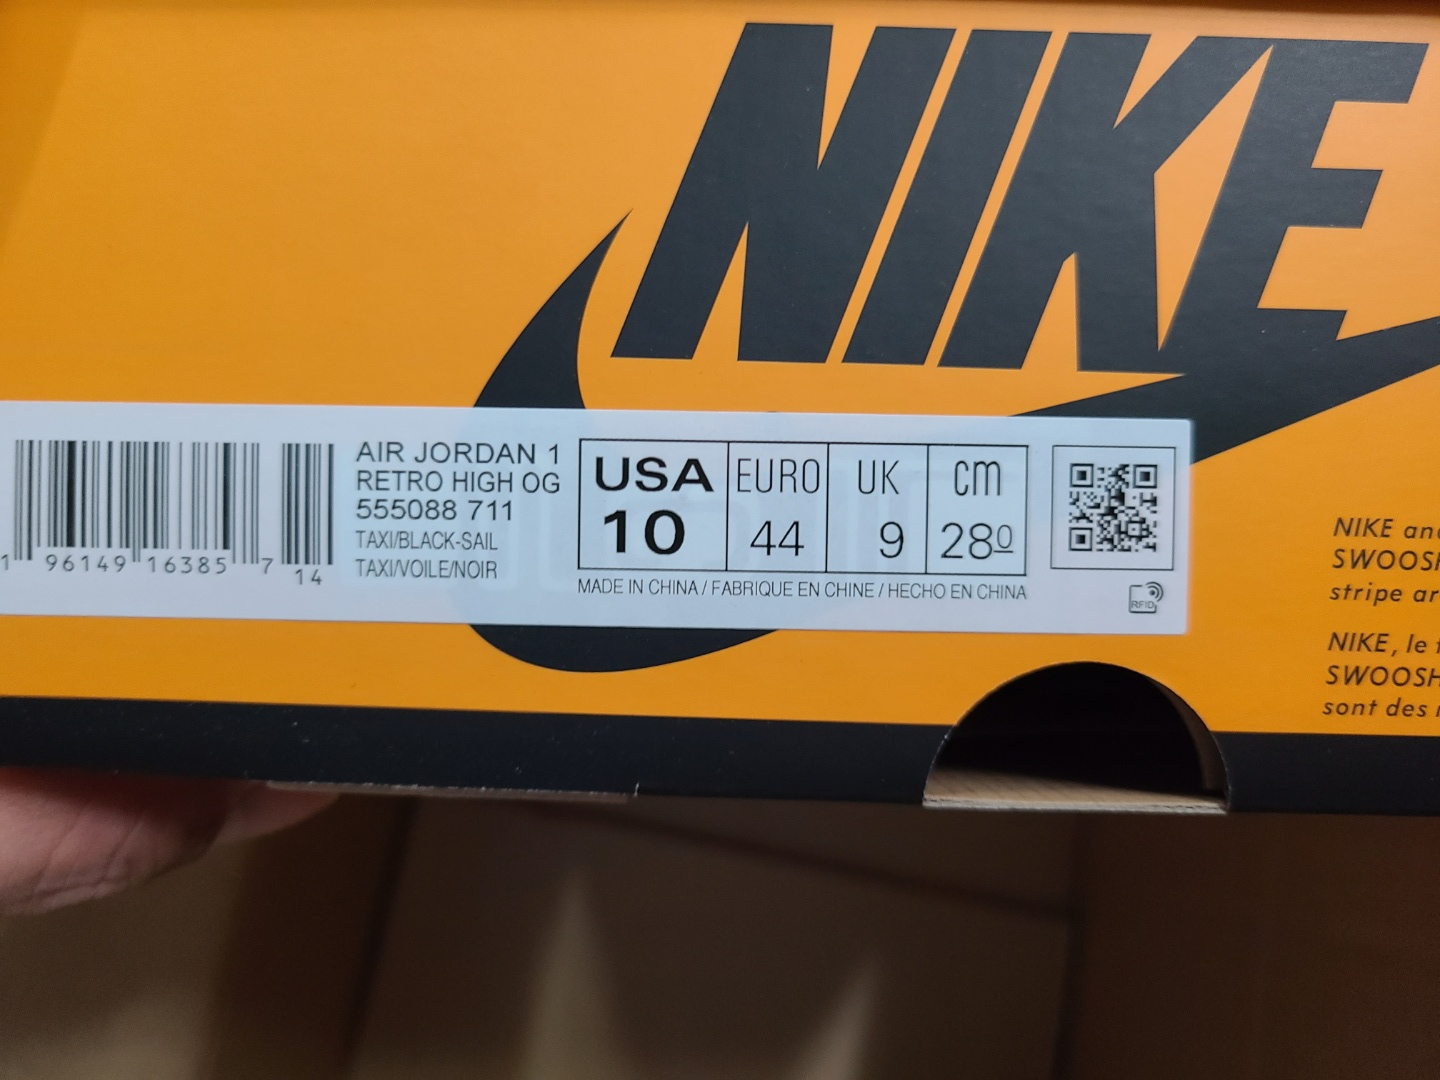 NIKE
AIR JORDAN 1
RETRO HIGH OG
555088 711
TAXI/BLACK-SAIL
TAXI/VOILE/NOIR
1 96149 16385 7 14
USA EURO UK cm
10 44 9 280
MADE IN CHINA / FABRIQUE EN CHINE / HECHO EN CHINA
RFID
NIKE and
SWOOSH
stripe ar
NIKE, le f
SWOOSH
sont des